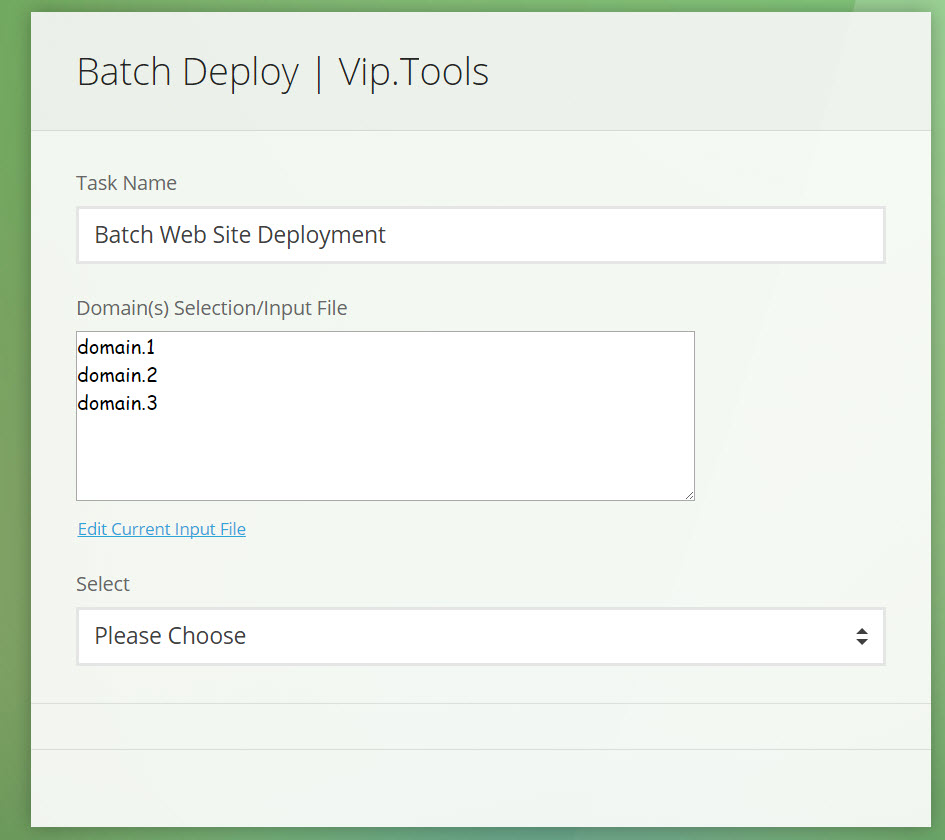 Batch Deploy | Vip.Tools
Task Name
Batch Web Site Deployment
Domain(s) Selection/Input File
domain.1
domain.2
domain.3
Edit Current Input File
Select
Please Choose